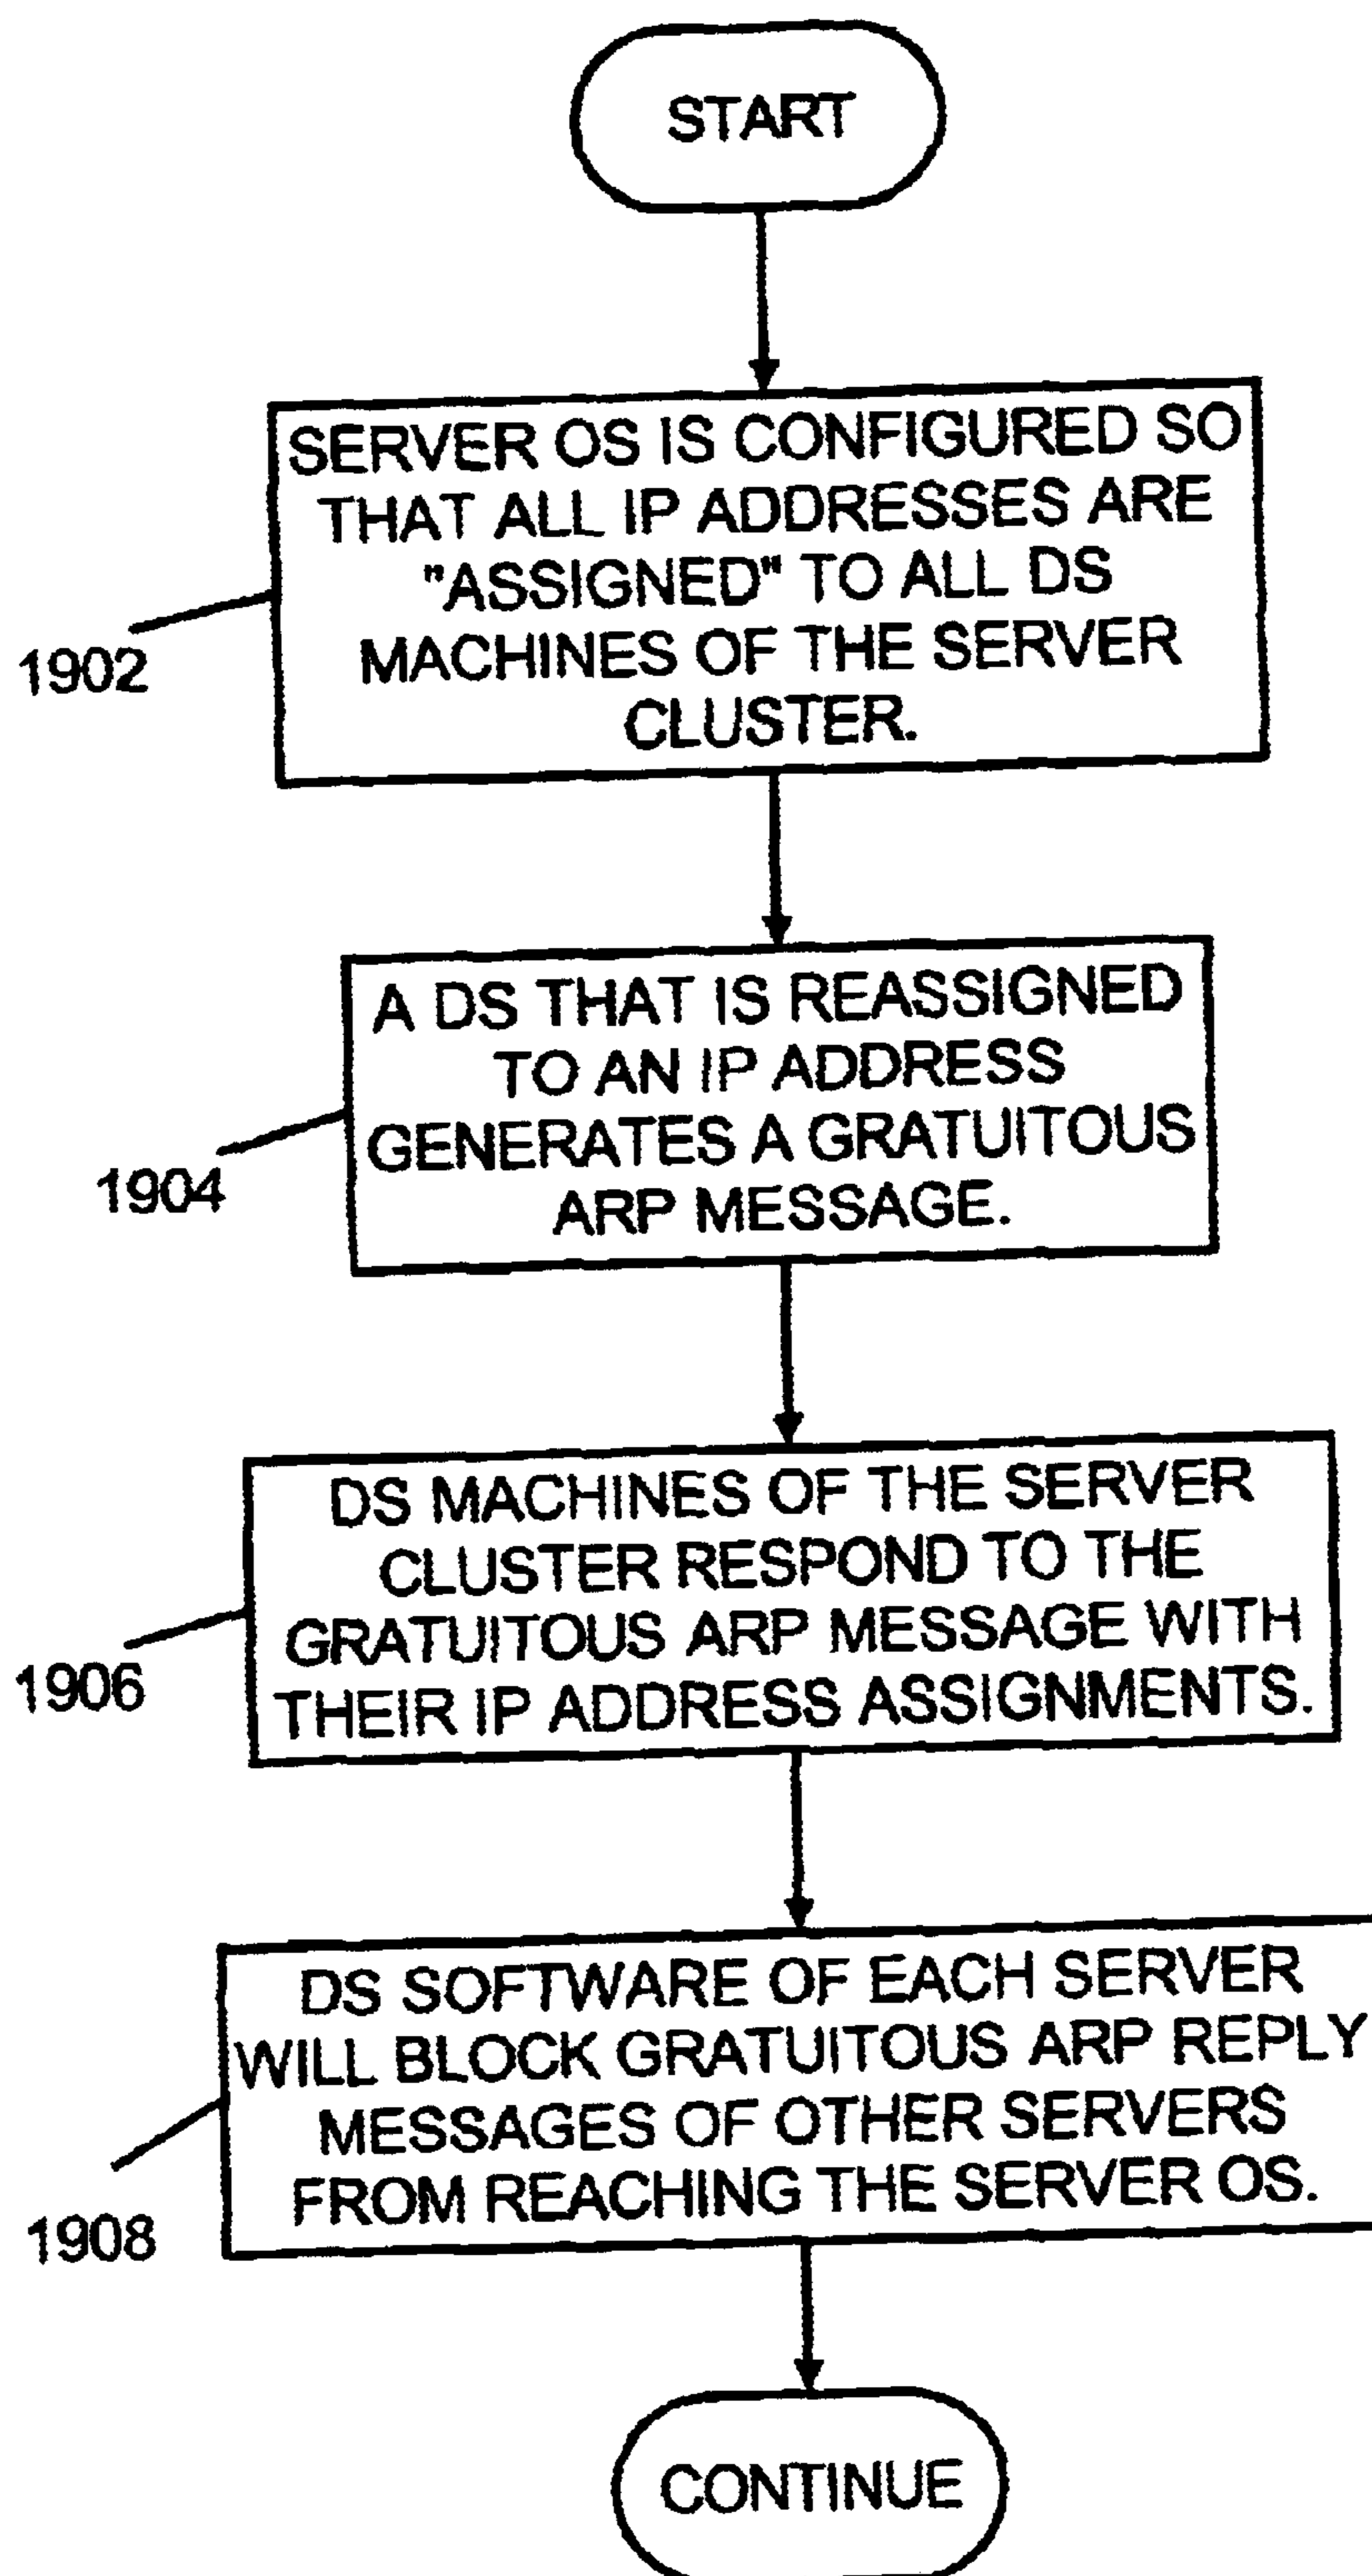 START
SERVER OS IS CONFIGURED SO
THAT ALL IP ADDRESSES ARE
"ASSIGNED" TO ALL DS
MACHINES OF THE SERVER
CLUSTER.
1902
A DS THAT IS REASSIGNED
TO AN IP ADDRESS
GENERATES A GRATUITOUS
ARP MESSAGE.
1904
DS MACHINES OF THE SERVER
CLUSTER RESPOND TO THE
GRATUITOUS ARP MESSAGE WITH
THEIR IP ADDRESS ASSIGNMENTS.
1906
DS SOFTWARE OF EACH SERVER
WILL BLOCK GRATUITOUS ARP REPLY
MESSAGES OF OTHER SERVERS
FROM REACHING THE SERVER OS.
1908
CONTINUE